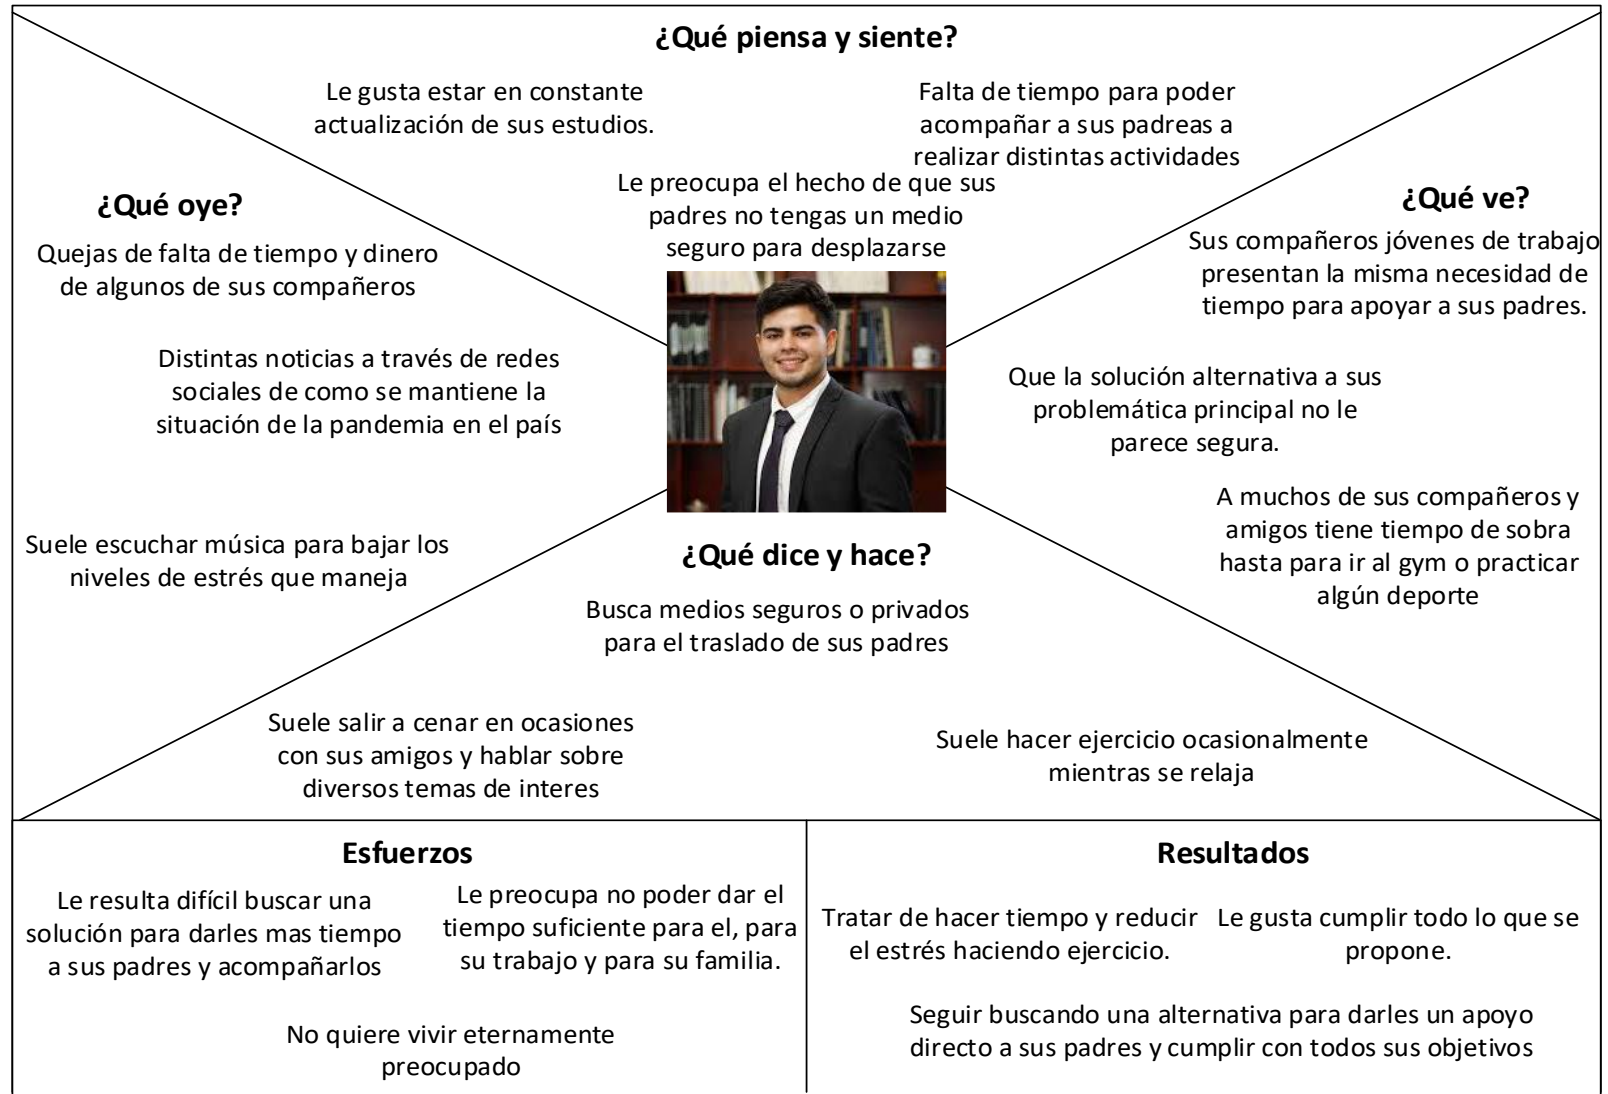 ¿Qué piensa y siente?
Le gusta estar en constante
actualización de sus estudios.
Falta de tiempo para poder
acompañar a sus padreas a
realizar distintas actividades
Le preocupa el hecho de que sus
padres no tengas un medio
seguro para desplazarse
¿Qué oye?
Quejas de falta de tiempo y dinero
de algunos de sus compañeros
Distintas noticias a través de redes
sociales de como se mantiene la
situación de la pandemia en el país
Suele escuchar música para bajar los
niveles de estrés que maneja
¿Qué ve?
Sus compañeros jóvenes de trabajo
presentan la misma necesidad de
tiempo para apoyar a sus padres.
Que la solución alternativa a sus
problemática principal no le
parece segura.
A muchos de sus compañeros y
amigos tiene tiempo de sobra
hasta para ir al gym o practicar
algún deporte
¿Qué dice y hace?
Busca medios seguros o privados
para el traslado de sus padres
Suele salir a cenar en ocasiones
con sus amigos y hablar sobre
diversos temas de interes
Suele hacer ejercicio ocasionalmente
mientras se relaja
Esfuerzos
Le resulta difícil buscar una
solución para darles mas tiempo
a sus padres y acompañarlos
Le preocupa no poder dar el
tiempo suficiente para el, para
su trabajo y para su familia.
No quiere vivir eternamente
preocupado
Resultados
Tratar de hacer tiempo y reducir
el estrés haciendo ejercicio.
Le gusta cumplir todo lo que se
propone.
Seguir buscando una alternativa para darles un apoyo
directo a sus padres y cumplir con todos sus objetivos